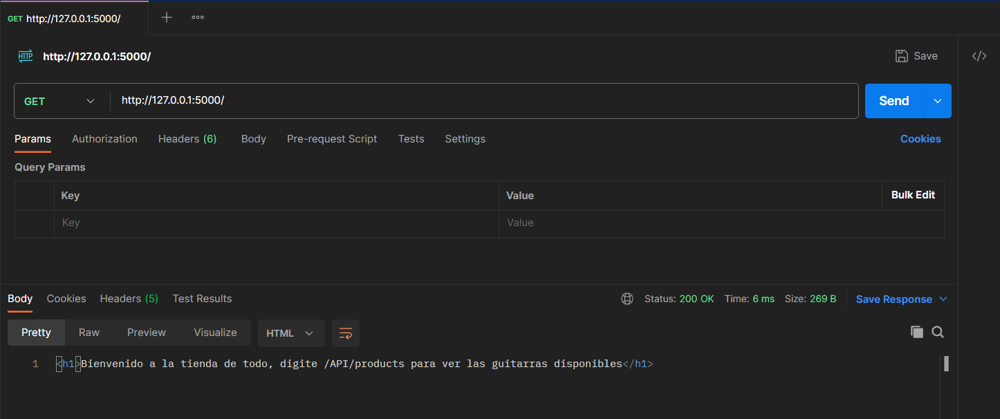 GET http://127.0.0.1:5000/
HTTP http://127.0.0.1:5000/ Save </>
GET http://127.0.0.1:5000/ Send
Params Authorization Headers (6) Body Pre-request Script Tests Settings Cookies
Query Params
Key Value Bulk Edit
Key Value
Body Cookies Headers (5) Test Results Status: 200 OK Time: 6 ms Size: 269 B Save Response
Pretty Raw Preview Visualize HTML
1 <h1>Bienvenido a la tienda de todo, digite /API/products para ver las guitarras disponibles</h1>